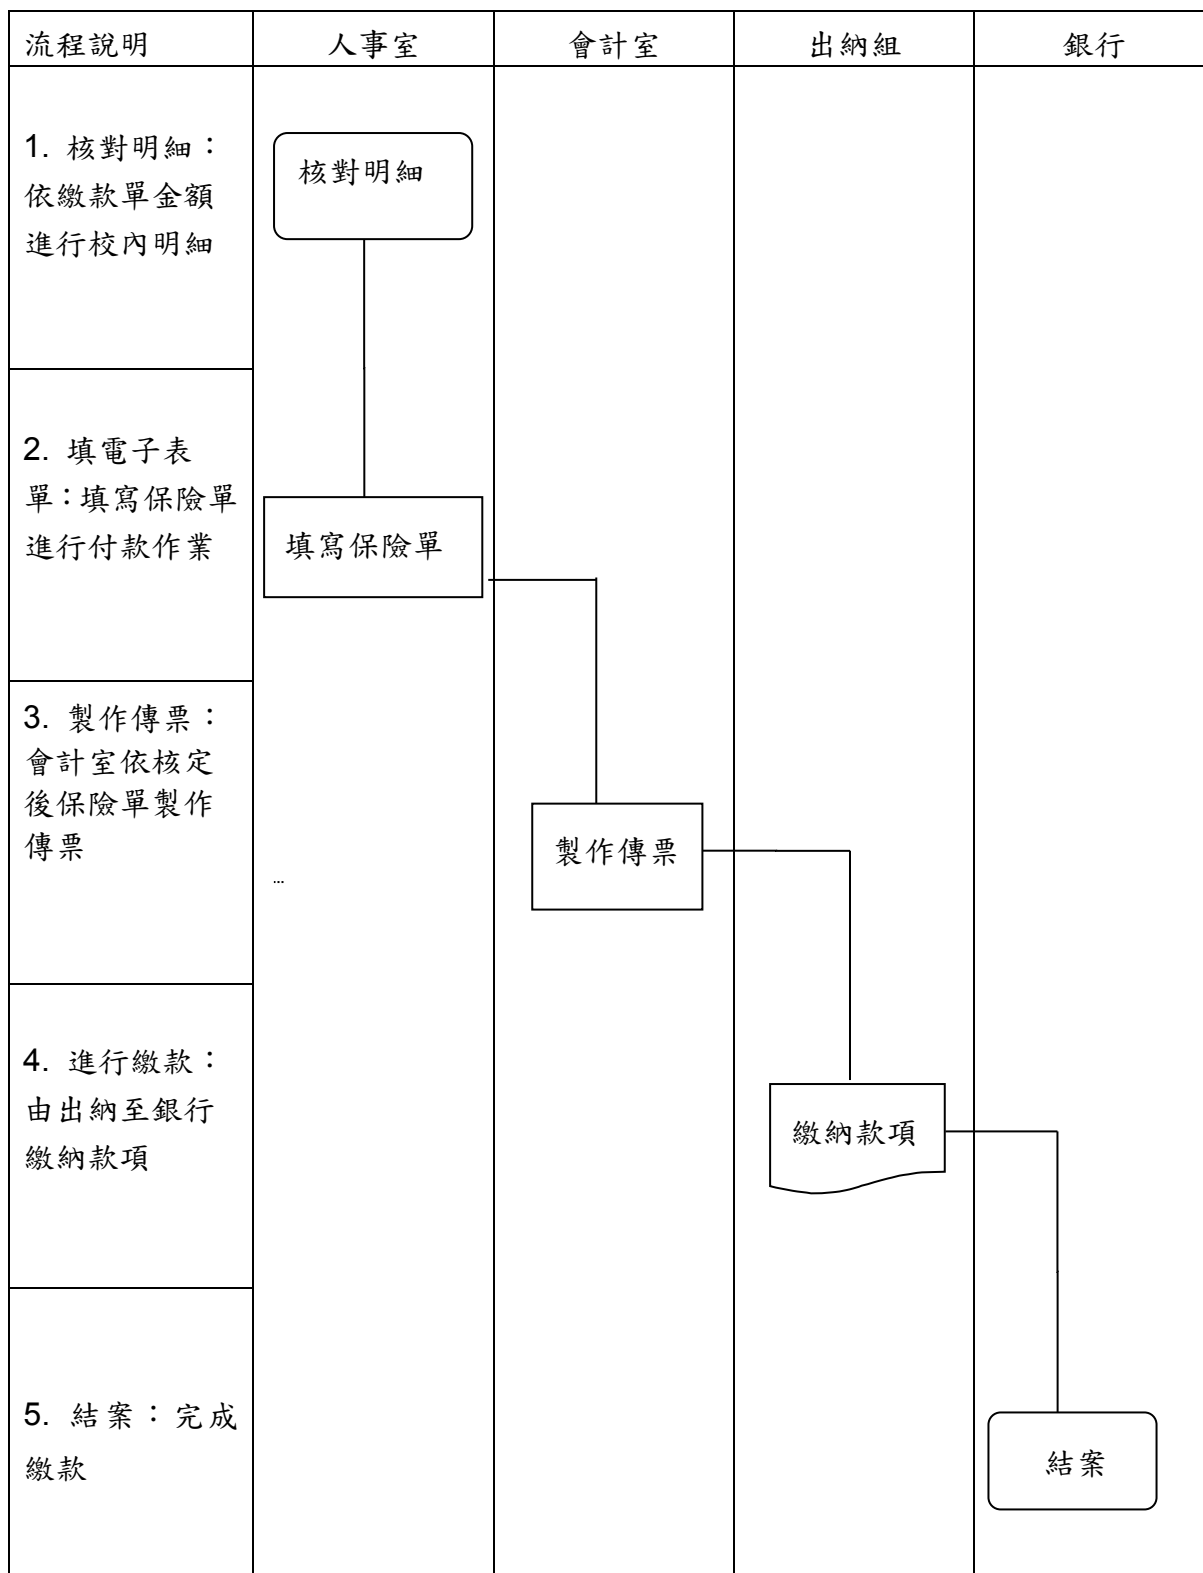 流程說明
人事室
會計室
出納組
銀行
1. 核對明細：
依繳款單金額
進行校內明細
核對明細
2. 填電子表
單：填寫保險單
進行付款作業
填寫保險單
3. 製作傳票：
會計室依核定
後保險單製作
傳票
製作傳票
…
4. 進行繳款：
由出納至銀行
繳納款項
繳納款項
5. 結案：完成
繳款
結案